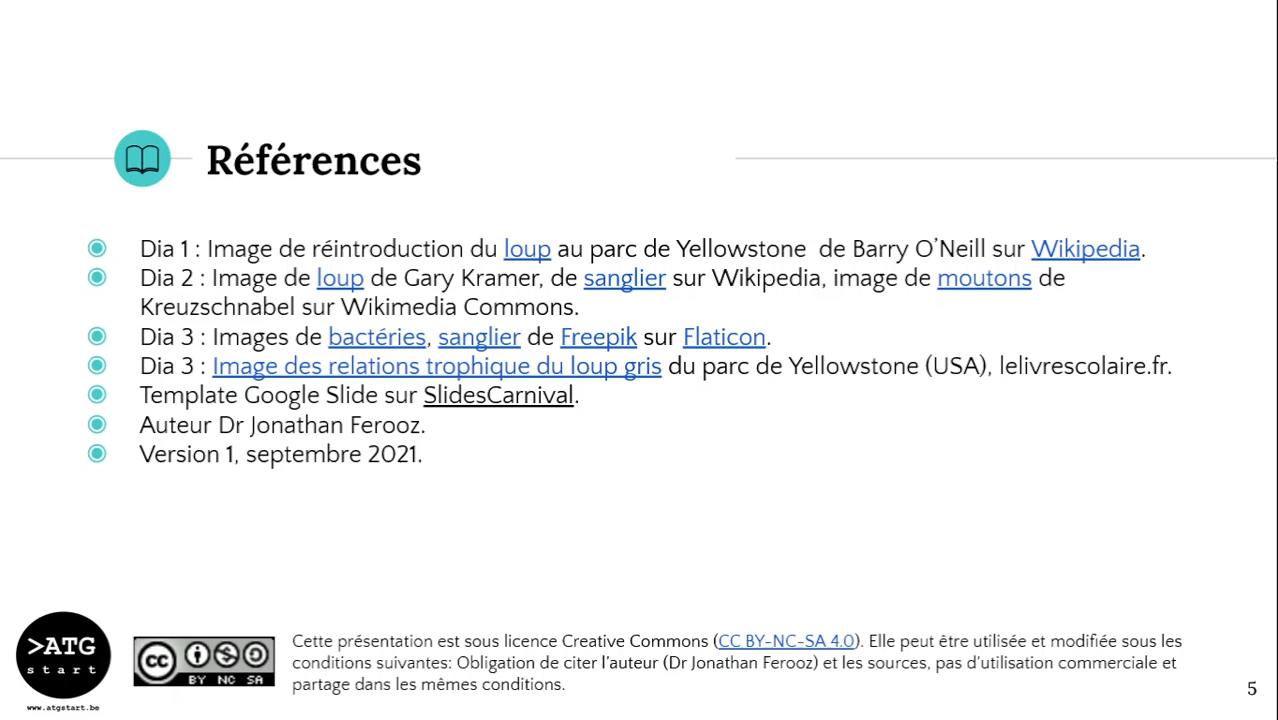 Références
Dia 1 : Image de réintroduction du loup au parc de Yellowstone de Barry O’Neill sur Wikipedia.
Dia 2 : Image de loup de Gary Kramer, de sanglier sur Wikipedia, image de moutons de
Kreuzschnabel sur Wikimedia Commons.
Dia 3 : Images de bactéries, sanglier de Freepik sur Flaticon.
Dia 3 : Image des relations trophique du loup gris du parc de Yellowstone (USA), lelivrescolaire.fr.
Template Google Slide sur SlidesCarnival.
Auteur Dr Jonathan Ferooz.
Version 1, septembre 2021.
>ATG
start
www.atgstart.be
cc
BY NC SA
Cette présentation est sous licence Creative Commons (CC BY-NC-SA 4.0). Elle peut être utilisée et modifiée sous les
conditions suivantes: Obligation de citer l’auteur (Dr Jonathan Ferooz) et les sources, pas d’utilisation commerciale et
partage dans les mêmes conditions.
5